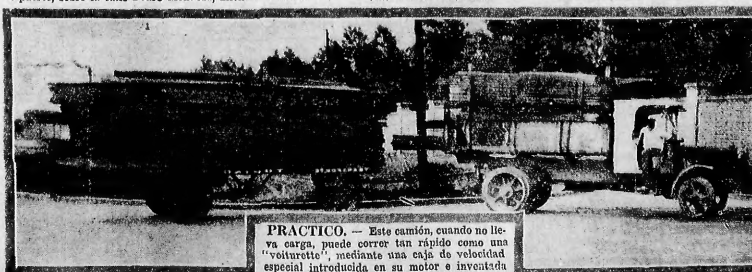 PRACTICO. — Este camión, cuando no lle-
va carga, puede correr tan rápido como una
"voiturette", mediante una caja de velocidad
especial introducida en su motor e inventada